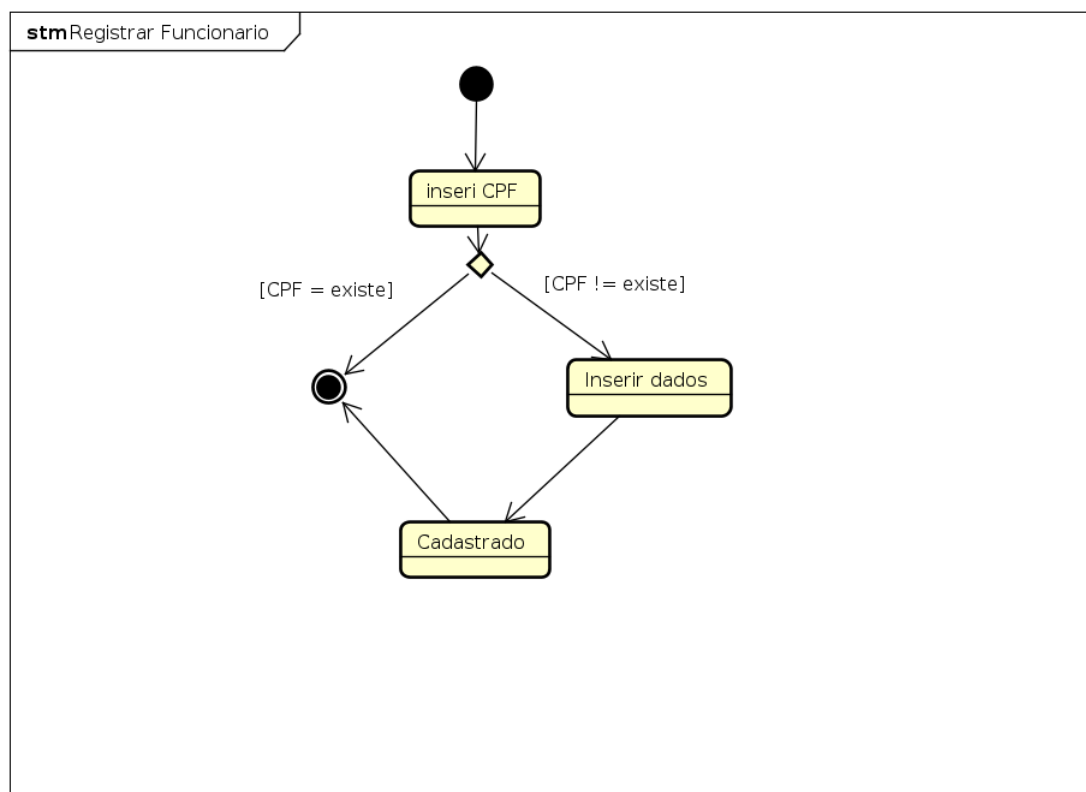 stm Registrar Funcionario
inseri CPF
[CPF = existe]
[CPF != existe]
Inserir dados
Cadastrado